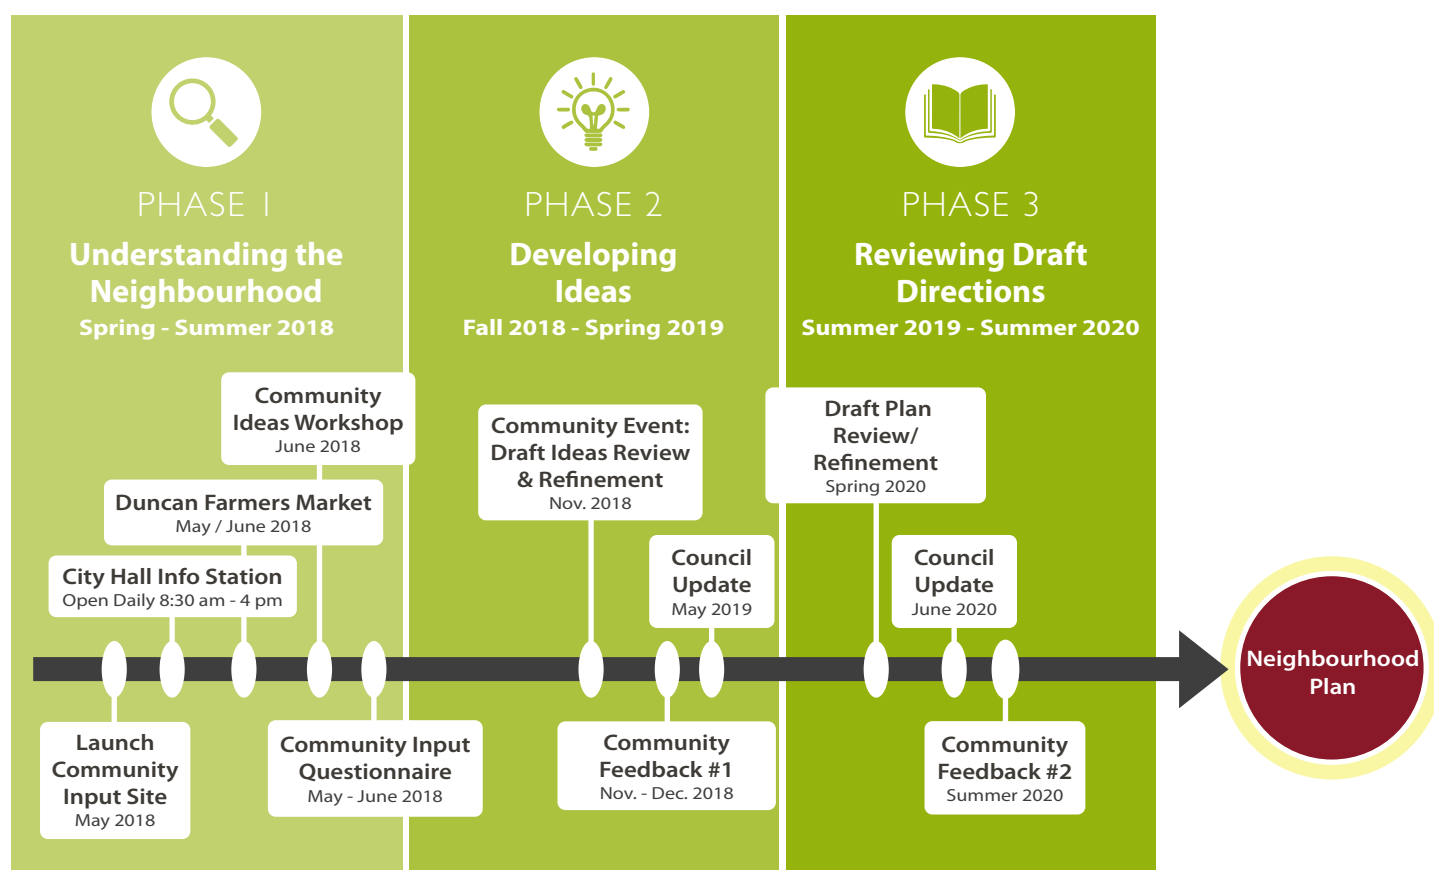 PHASE 1
Understanding the
Neighbourhood
Spring - Summer 2018
Community
Ideas Workshop
June 2018
Duncan Farmers Market
May / June 2018
City Hall Info Station
Open Daily 8:30 am - 4 pm
Launch
Community
Input Site
May 2018
Community Input
Questionnaire
May - June 2018
PHASE 2
Developing
Ideas
Fall 2018 - Spring 2019
Community Event:
Draft Ideas Review
& Refinement
Nov. 2018
Council
Update
May 2019
Community
Feedback #1
Nov. - Dec. 2018
PHASE 3
Reviewing Draft
Directions
Summer 2019 - Summer 2020
Draft Plan
Review/
Refinement
Spring 2020
Council
Update
June 2020
Community
Feedback #2
Summer 2020
Neighbourhood
Plan